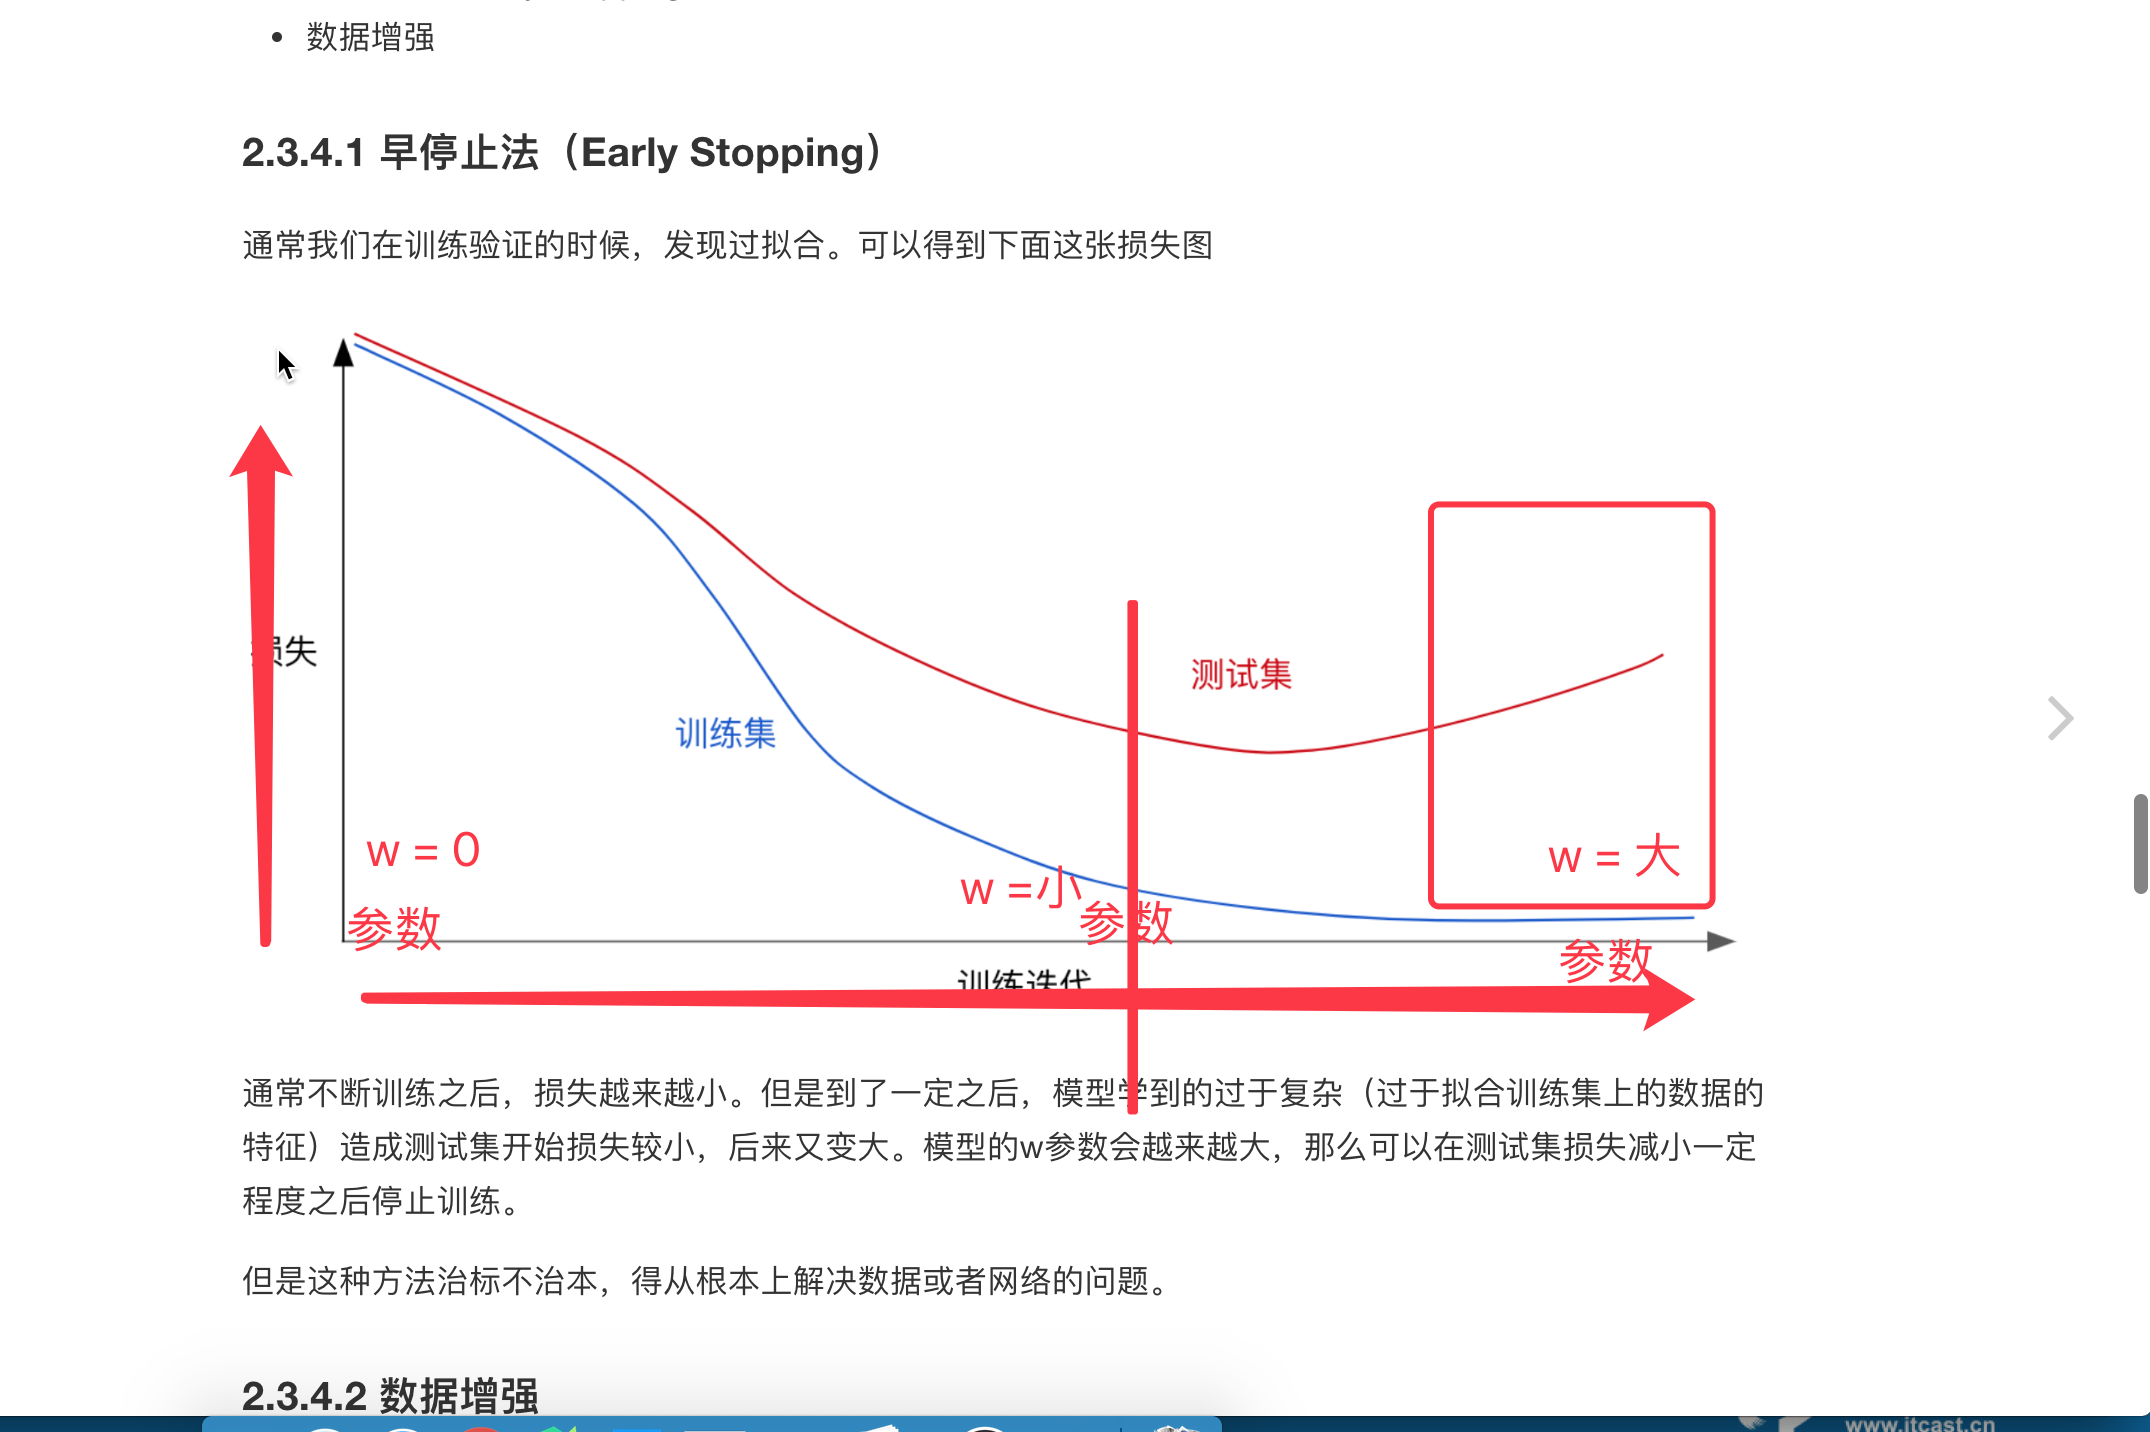 数据增强
2.3.4.1 早停止法（Early Stopping）
通常我们在训练验证的时候，发现过拟合。可以得到下面这张损失图
损失
测试集
训练集
w = 0
w =小
w = 大
参数
参数
参数
训练迭代
通常不断训练之后，损失越来越小。但是到了一定之后，模型学到的过于复杂（过于拟合训练集上的数据的
特征）造成测试集开始损失较小，后来又变大。模型的w参数会越来越大，那么可以在测试集损失减小一定
程度之后停止训练。
但是这种方法治标不治本，得从根本上解决数据或者网络的问题。
2.3.4.2 数据增强
www.itcast.cn